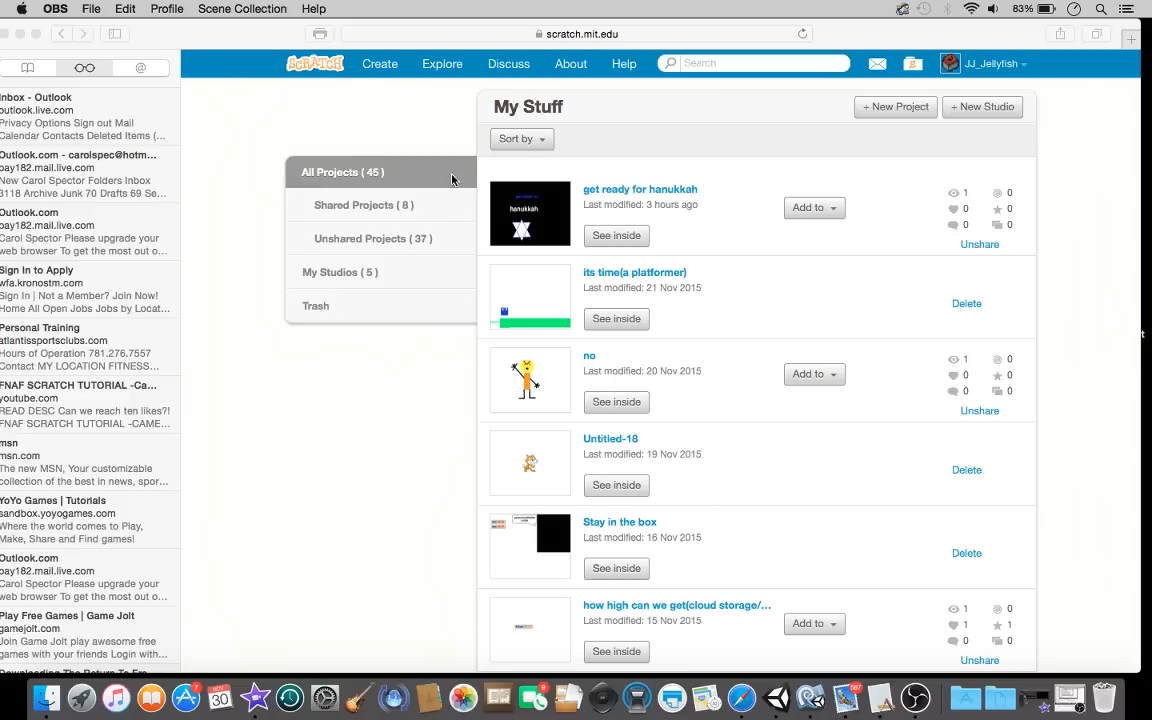 OBS File Edit Profile Scene Collection Help 83%
scratch.mit.edu
SCRATCH Create Explore Discuss About Help Search JJ_Jellyfish
@
Inbox - Outlook
outlook.live.com
Privacy Options Sign out Mail
Calendar Contacts Deleted Items (...
Outlook.com - carolspec@hotm...
bay182.mail.live.com
New Carol Spector Folders Inbox
3118 Archive Junk 70 Drafts 69 Se...
Outlook.com
bay182.mail.live.com
Carol Spector Please upgrade your
web browser To get the most out o...
Sign In to Apply
wfa.kronostm.com
Sign In | Not a Member? Join Now!
Home All Open Jobs Jobs by Locat...
Personal Training
atlantissportsclubs.com
Hours of Operation 781.276.7557
Contact MY LOCATION FITNESS...
FNAF SCRATCH TUTORIAL -Ca...
youtube.com
READ DESC Can we reach ten likes?!
FNAF SCRATCH TUTORIAL -CAME...
msn
msn.com
The new MSN, Your customizable
collection of the best in news, spor...
YoYo Games | Tutorials
sandbox.yoyogames.com
Where the world comes to Play,
Make, Share and Find games!
Outlook.com
bay182.mail.live.com
Carol Spector Please upgrade your
web browser To get the most out o...
Play Free Games | Game Jolt
gamejolt.com
Join Game Jolt play awesome free
games with your friends Login with...
My Stuff + New Project + New Studio
Sort by
All Projects ( 45 )
Shared Projects ( 8 )
Unshared Projects ( 37 )
My Studios ( 5 )
Trash
hanukkah
get ready for hanukkah
Last modified: 3 hours ago
See inside
Add to
1 0
0 0
0 0
Unshare
its time(a platformer)
Last modified: 21 Nov 2015
See inside
Delete
no
Last modified: 20 Nov 2015
See inside
Add to
1 0
0 0
0 0
Unshare
Untitled-18
Last modified: 19 Nov 2015
See inside
Delete
Stay in the box
Last modified: 16 Nov 2015
See inside
Delete
how high can we get(cloud storage/...
Last modified: 15 Nov 2015
See inside
Add to
1 0
1 1
0 0
Unshare
NOV
30